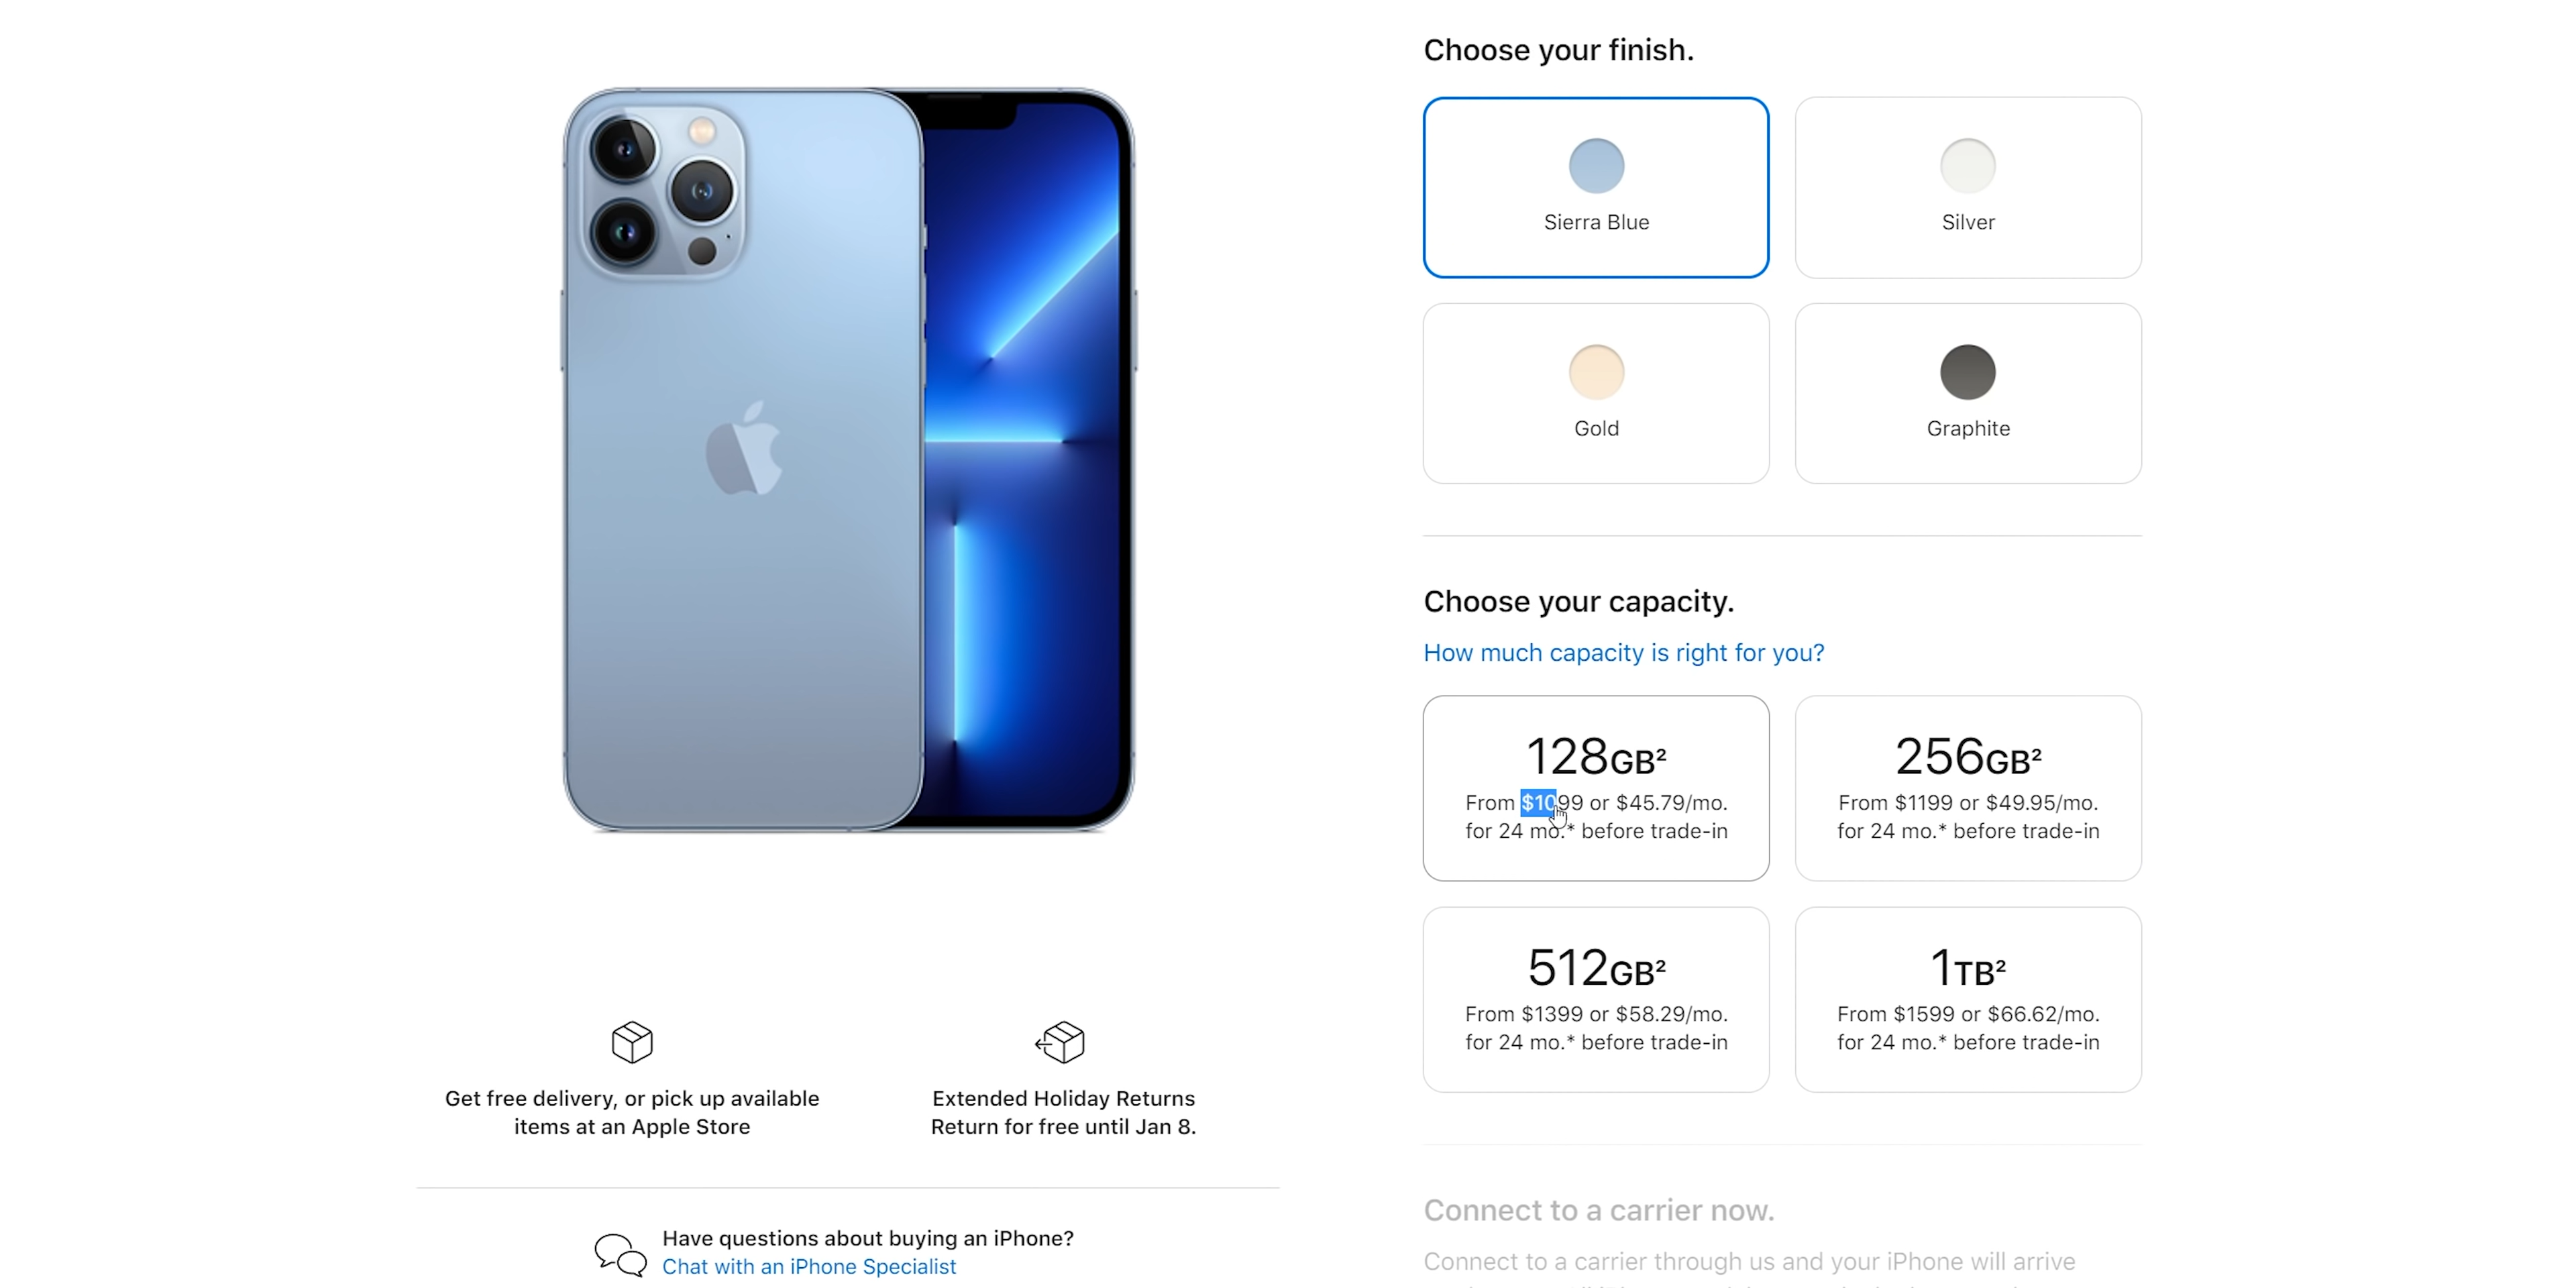 Choose your finish.
Sierra Blue
Silver
Gold
Graphite
Choose your capacity.
How much capacity is right for you?
128GB²
From $1099 or $45.79/mo.
for 24 mo.* before trade-in
256GB²
From $1199 or $49.95/mo.
for 24 mo.* before trade-in
512GB²
From $1399 or $58.29/mo.
for 24 mo.* before trade-in
1TB²
From $1599 or $66.62/mo.
for 24 mo.* before trade-in
Get free delivery, or pick up available
items at an Apple Store
Extended Holiday Returns
Return for free until Jan 8.
Have questions about buying an iPhone?
Chat with an iPhone Specialist
Connect to a carrier now.
Connect to a carrier through us and your iPhone will arrive